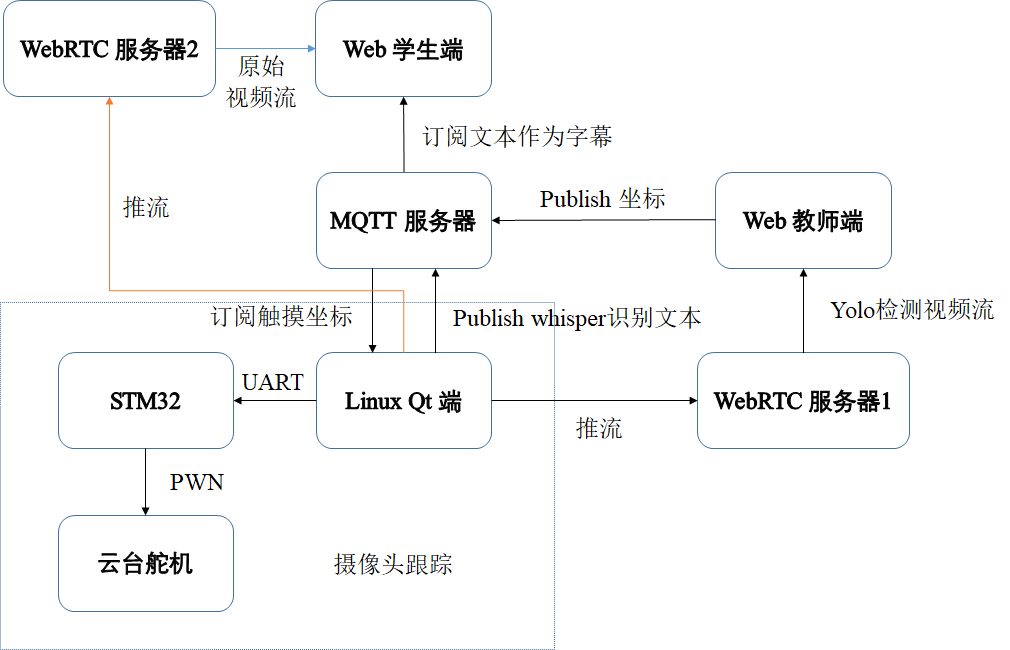 WebRTC 服务器2
原始
视频流
Web 学生端
订阅文本作为字幕
推流
MQTT 服务器
Publish 坐标
Web 教师端
订阅触摸坐标
Publish whisper识别文本
Yolo检测视频流
STM32
UART
Linux Qt 端
推流
WebRTC 服务器1
PWN
云台舵机
摄像头跟踪